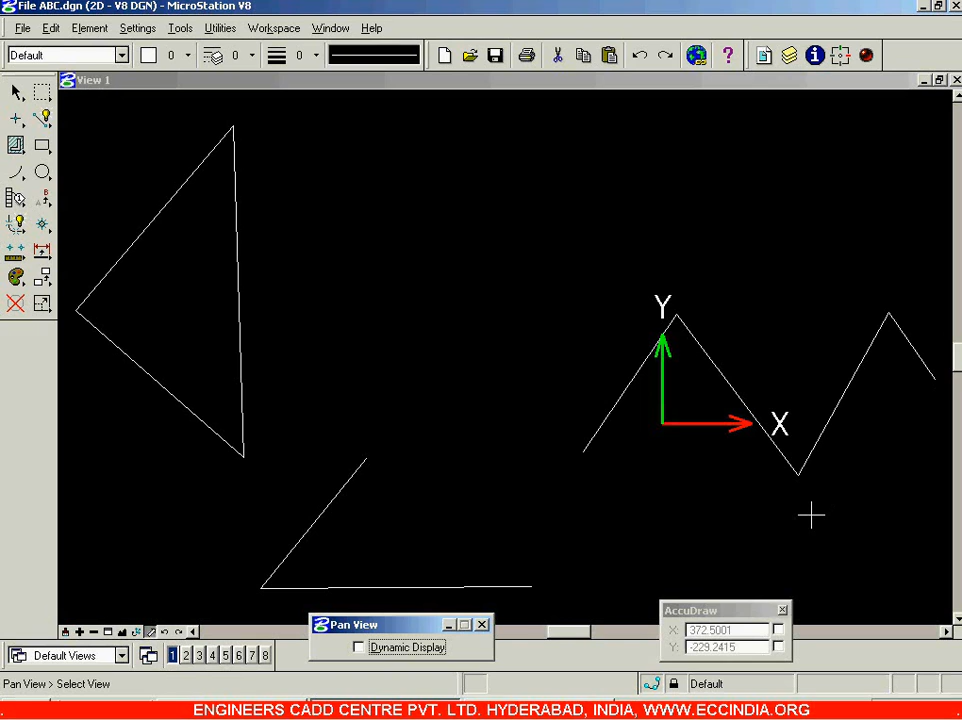 File ABC.dgn (2D - V8 DGN) - MicroStation V8
File Edit Element Settings Tools Utilities Workspace Window Help
Default 0 0 0
View 1
Y
X
Pan View
Dynamic Display
AccuDraw
X: 372.5001
Y: -229.2415
Default Views 1 2 3 4 5 6 7 8
Pan View > Select View Default
ENGINEERS CADD CENTRE PVT. LTD. HYDERABAD, INDIA, WWW.ECCINDIA.ORG